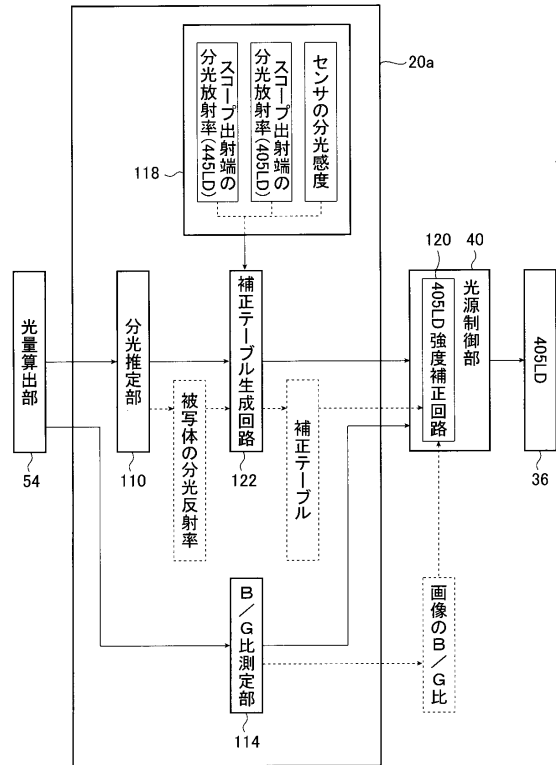 20a
118
スコープ出射端の
分光放射率(445LD)
スコープ出射端の
分光放射率(405LD)
センサの分光感度
120
40
光量算出部
54
分光推定部
110
被写体の分光反射率
補正テーブル生成回路
122
補正テーブル
405LD強度補正回路
光源制御部
405LD
36
B/G比測定部
114
画像のB/G比